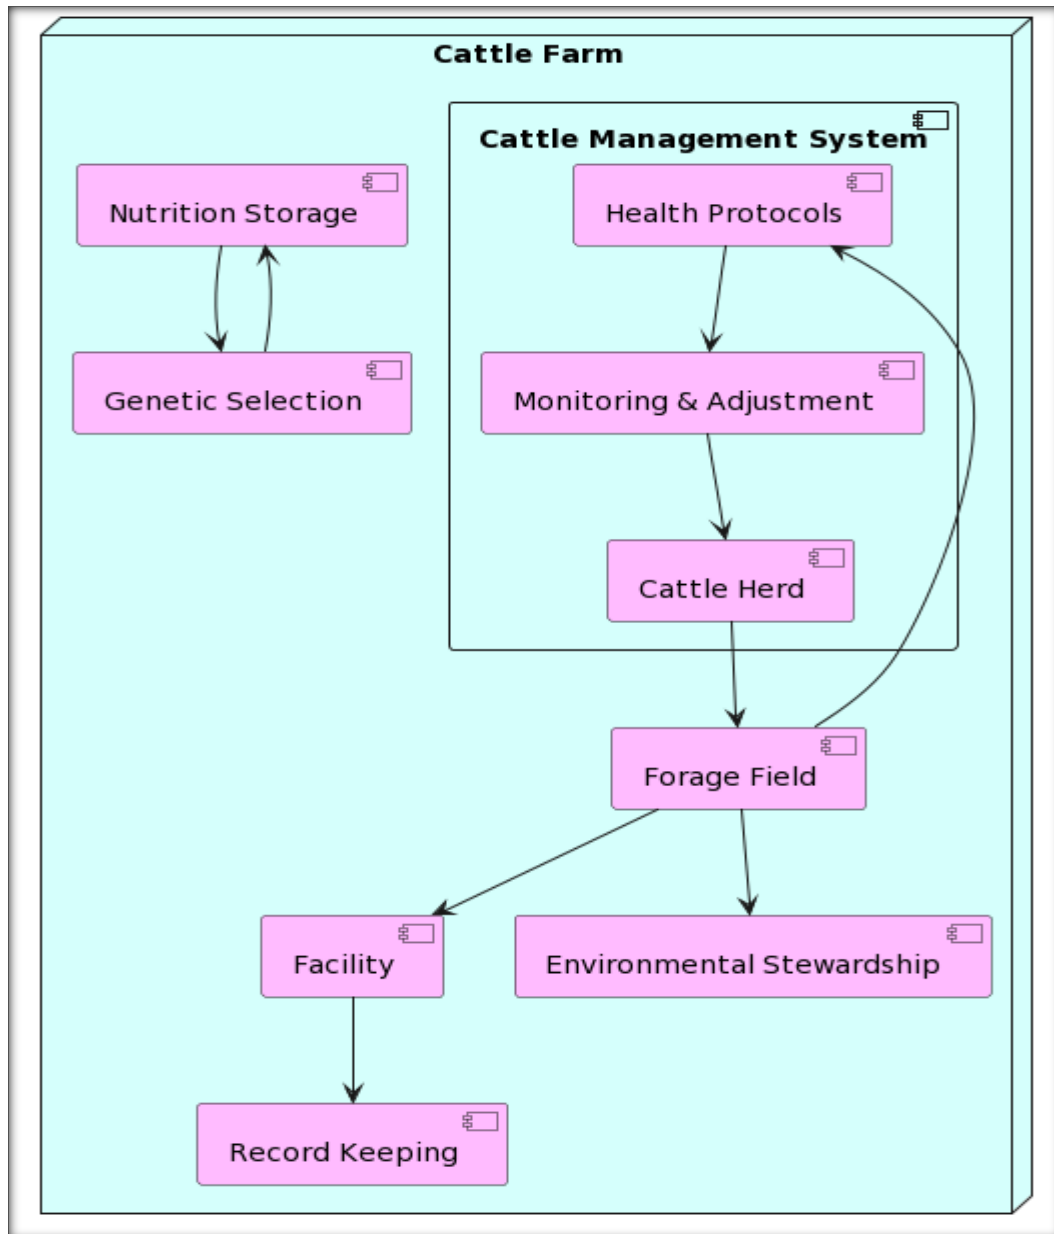 Cattle Farm
Cattle Management System
Nutrition Storage
Health Protocols
Genetic Selection
Monitoring & Adjustment
Cattle Herd
Forage Field
Facility
Environmental Stewardship
Record Keeping